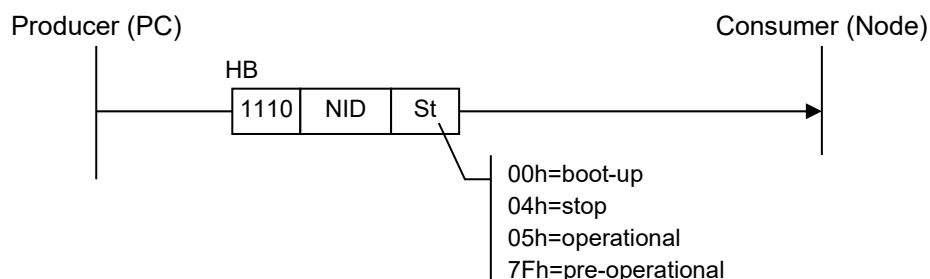 Producer (PC) Consumer (Node)
HB
1110 NID St
00h=boot-up
04h=stop
05h=operational
7Fh=pre-operational